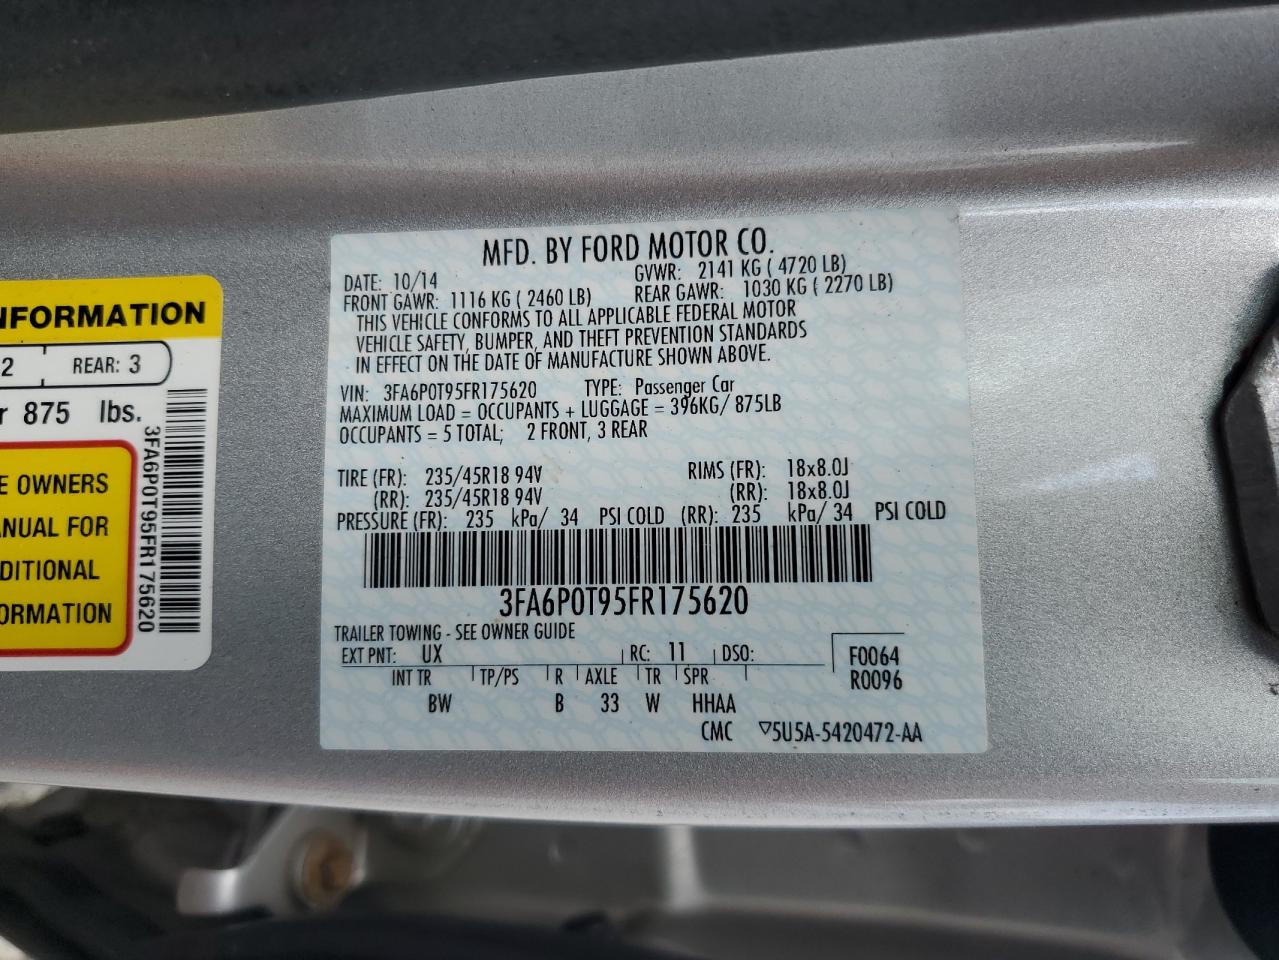 NFORMATION
2 REAR: 3
r 875 lbs.
E OWNERS
ANUAL FOR
DITIONAL
ORMATION
3FA6P0T95FR175620
MFD. BY FORD MOTOR CO.
DATE: 10/14 GVWR: 2141 KG ( 4720 LB)
FRONT GAWR: 1116 KG ( 2460 LB) REAR GAWR: 1030 KG ( 2270 LB)
THIS VEHICLE CONFORMS TO ALL APPLICABLE FEDERAL MOTOR
VEHICLE SAFETY, BUMPER, AND THEFT PREVENTION STANDARDS
IN EFFECT ON THE DATE OF MANUFACTURE SHOWN ABOVE.
VIN: 3FA6P0T95FR175620 TYPE: Passenger Car
MAXIMUM LOAD = OCCUPANTS + LUGGAGE = 396KG/ 875LB
OCCUPANTS = 5 TOTAL; 2 FRONT, 3 REAR
TIRE (FR): 235/45R18 94V RIMS (FR): 18x8.0J
(RR): 235/45R18 94V (RR): 18x8.0J
PRESSURE (FR): 235 kPa/ 34 PSI COLD (RR): 235 kPa/ 34 PSI COLD
3FA6P0T95FR175620
TRAILER TOWING - SEE OWNER GUIDE
EXT PNT: UX RC: 11 DSO: F0064
INT TR TP/PS R AXLE TR SPR R0096
BW B 33 W HHAA
CMC ▽5U5A-5420472-AA